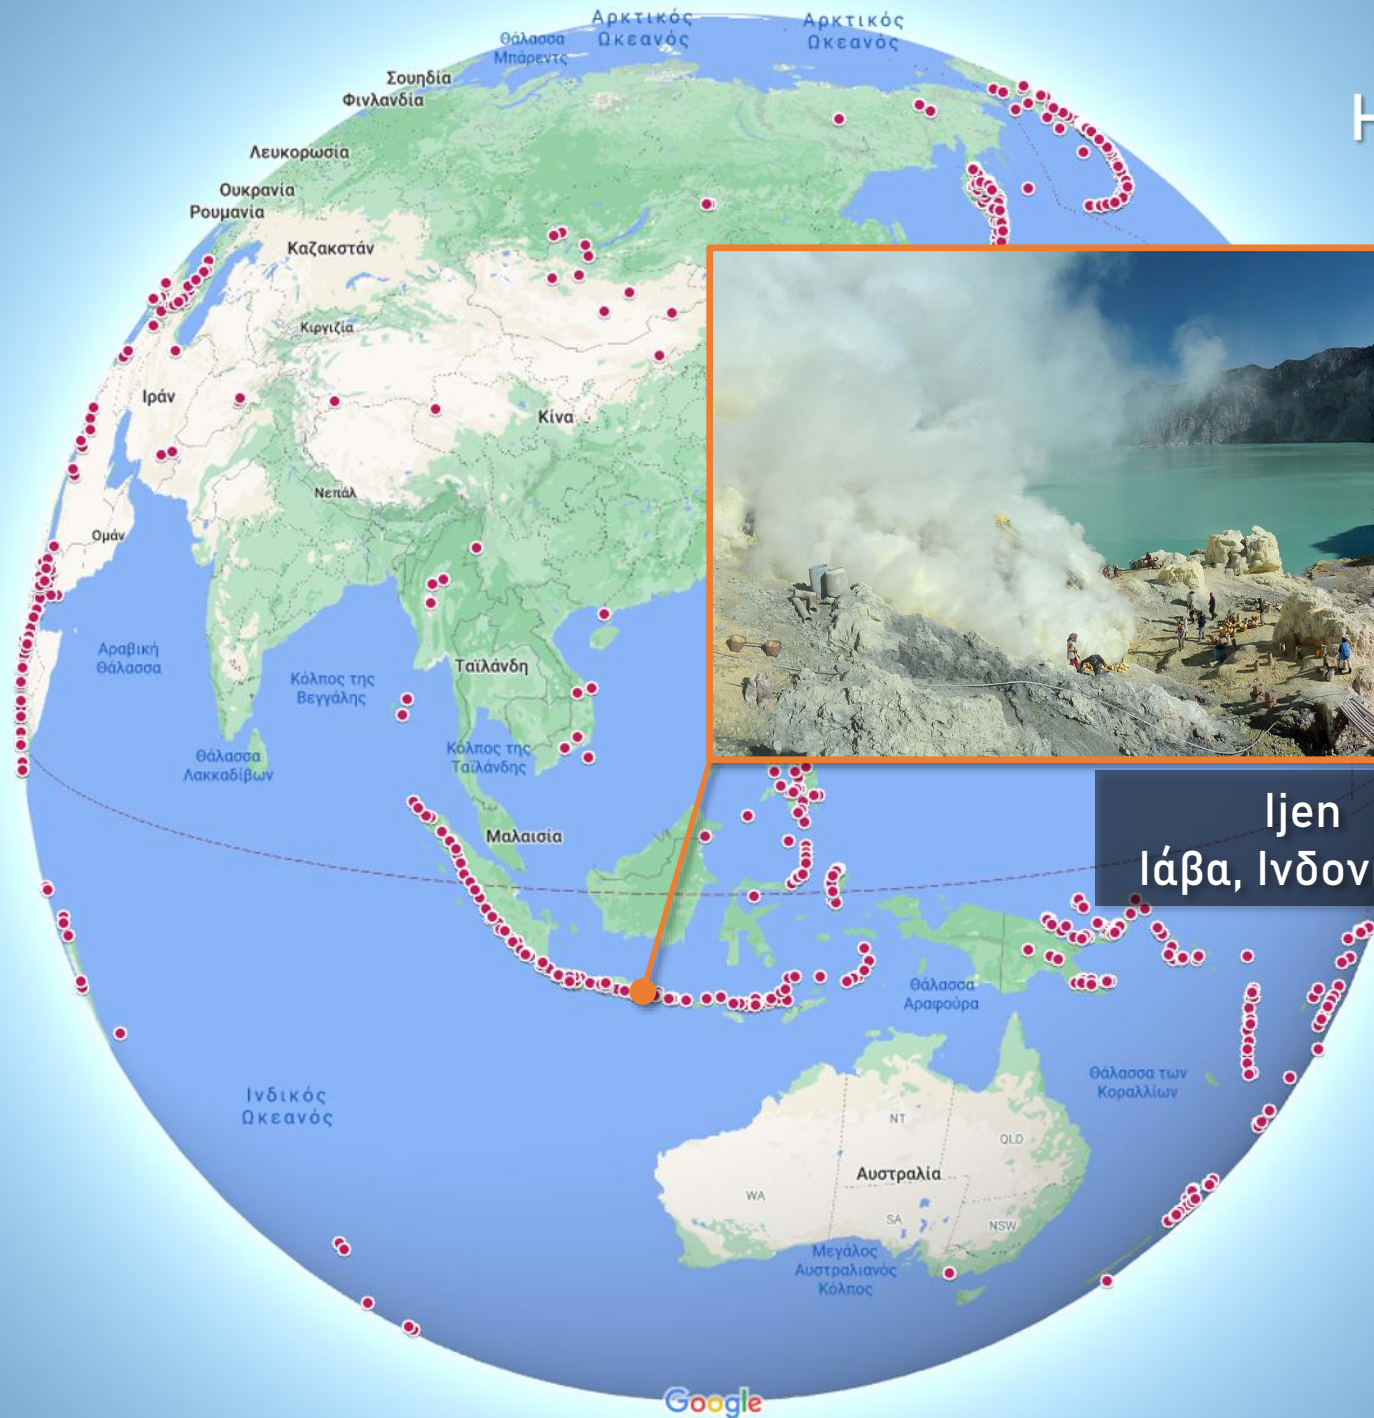 Αρκτικός
Ωκεανός
Αρκτικός
Ωκεανός
Θάλασσα
Μπάρεντς
Σουηδία
Φινλανδία
Η
Λευκορωσία
Ουκρανία
Ρουμανία
Καζακστάν
Κιργιζία
Ιράν
Κίνα
Νεπάλ
Ομάν
Αραβική
Θάλασσα
Κόλπος της
Βεγγάλης
Ταϊλάνδη
Θάλασσα
Λακκαδίβων
Κόλπος της
Ταϊλάνδης
Μαλαισία
Ijen
Ιάβα, Ινδον
Θάλασσα
Αραφούρα
Θάλασσα των
Κοραλλίων
Ινδικός
Ωκεανός
NT
QLD
Αυστραλία
WA
SA
NSW
Μεγάλος
Αυστραλιανός
Κόλπος
Google